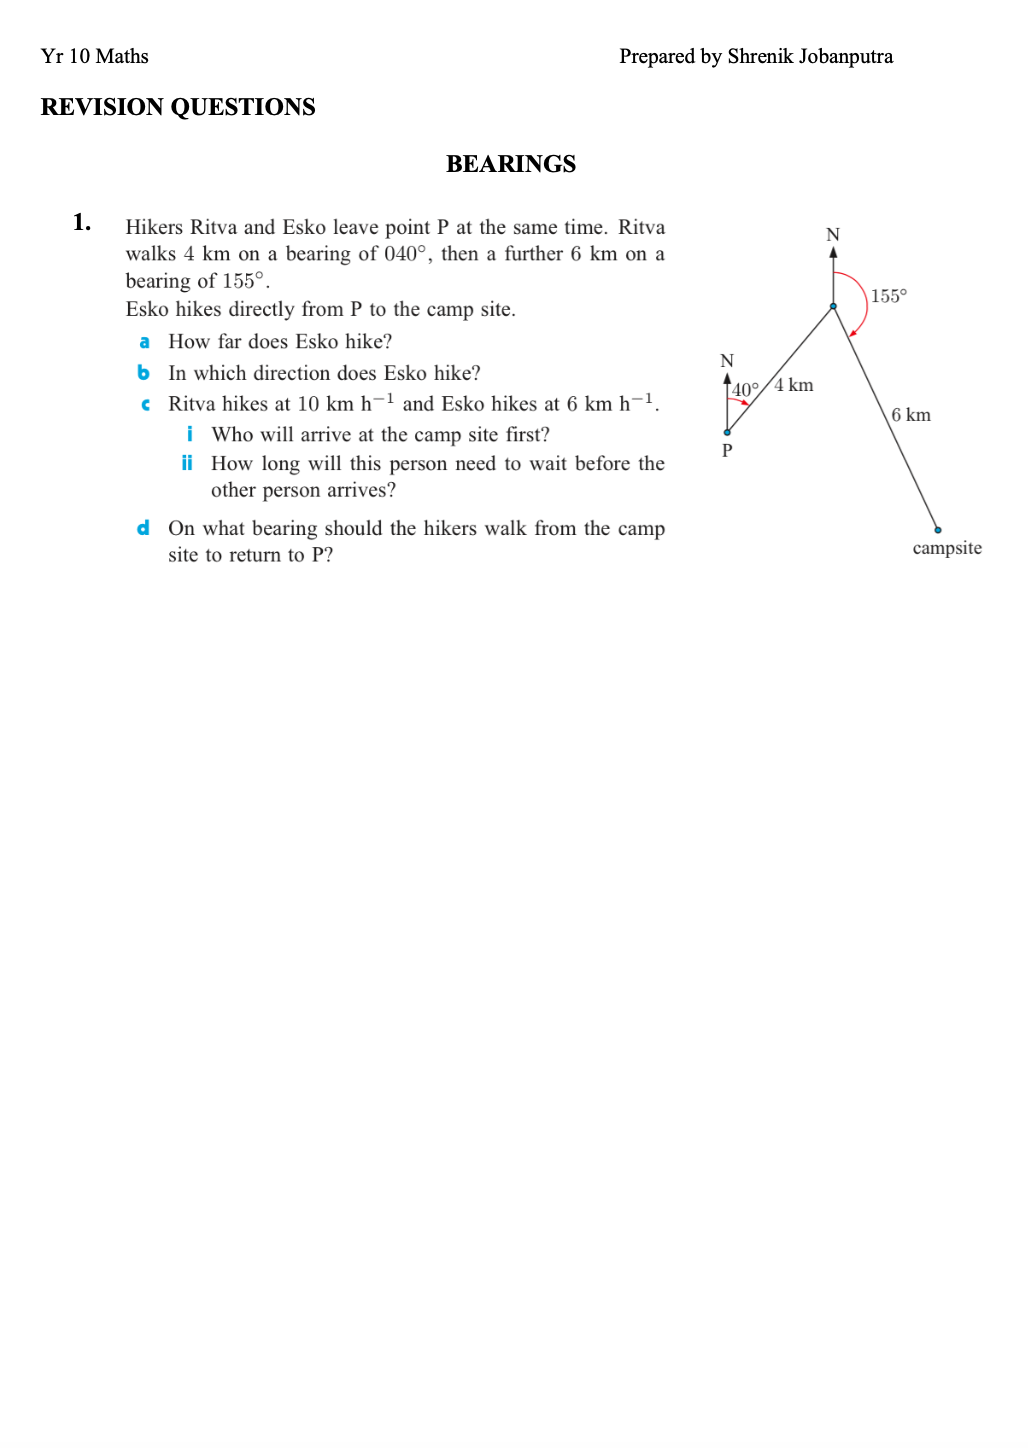 Yr 10 Maths Prepared by Shrenik Jobanputra
REVISION QUESTIONS
BEARINGS
1. Hikers Ritva and Esko leave point P at the same time. Ritva
walks 4 km on a bearing of 040°, then a further 6 km on a
bearing of 155°.
Esko hikes directly from P to the camp site.
a How far does Esko hike?
b In which direction does Esko hike?
c Ritva hikes at 10 km h⁻¹ and Esko hikes at 6 km h⁻¹.
i Who will arrive at the camp site first?
ii How long will this person need to wait before the
other person arrives?
d On what bearing should the hikers walk from the camp
site to return to P?
N
155°
N
40° 4 km
6 km
P
campsite